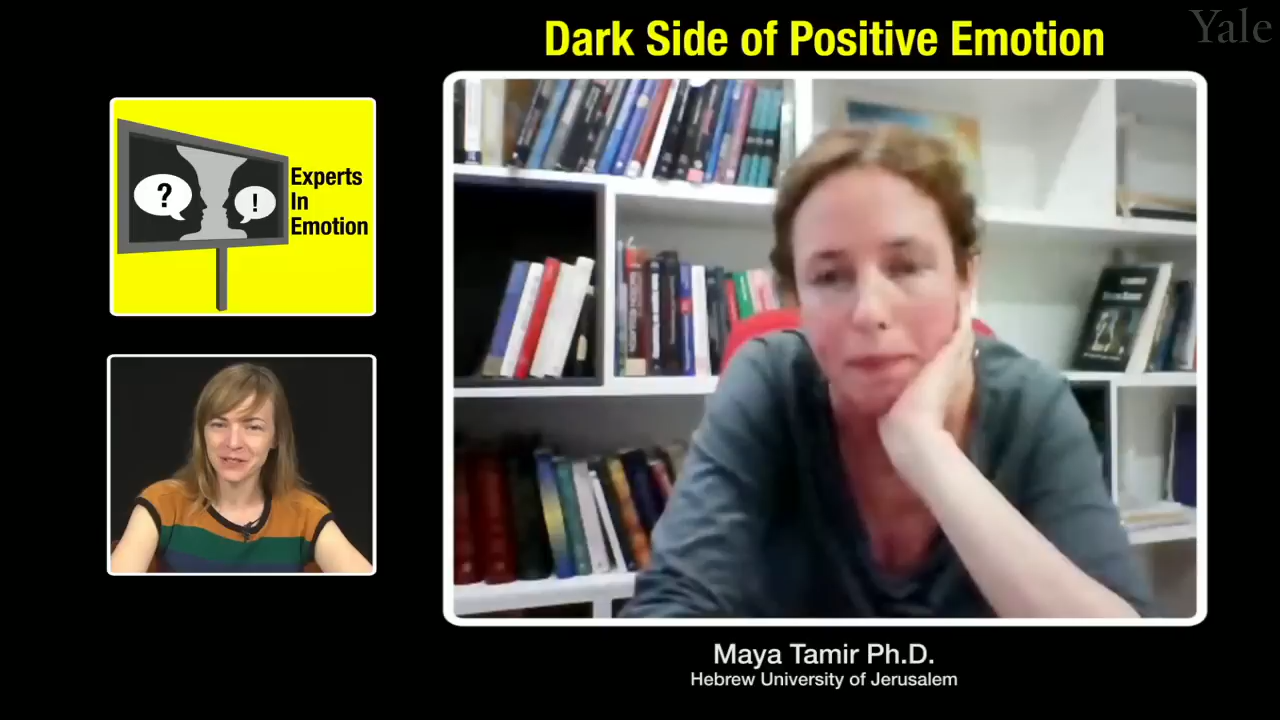 Dark Side of Positive Emotion
Yale
?
!
Experts
In
Emotion
Maya Tamir Ph.D.
Hebrew University of Jerusalem